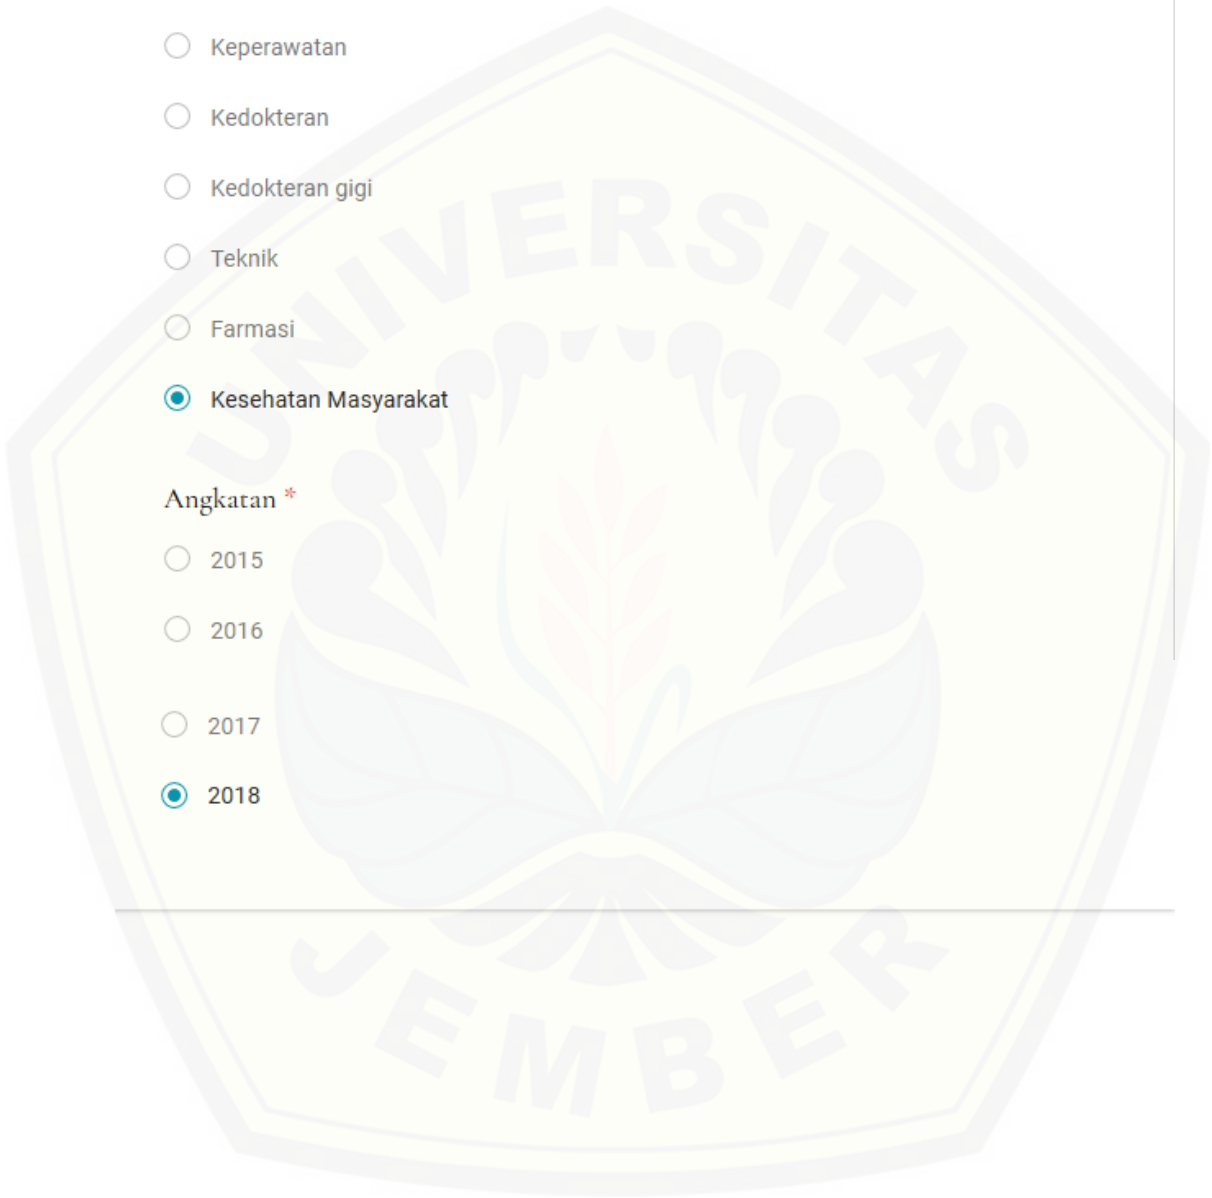 Keperawatan
Kedokteran
Kedokteran gigi
Teknik
Farmasi
Kesehatan Masyarakat
Angkatan *
2015
2016
2017
2018
UNIVERSITAS
JEMBER